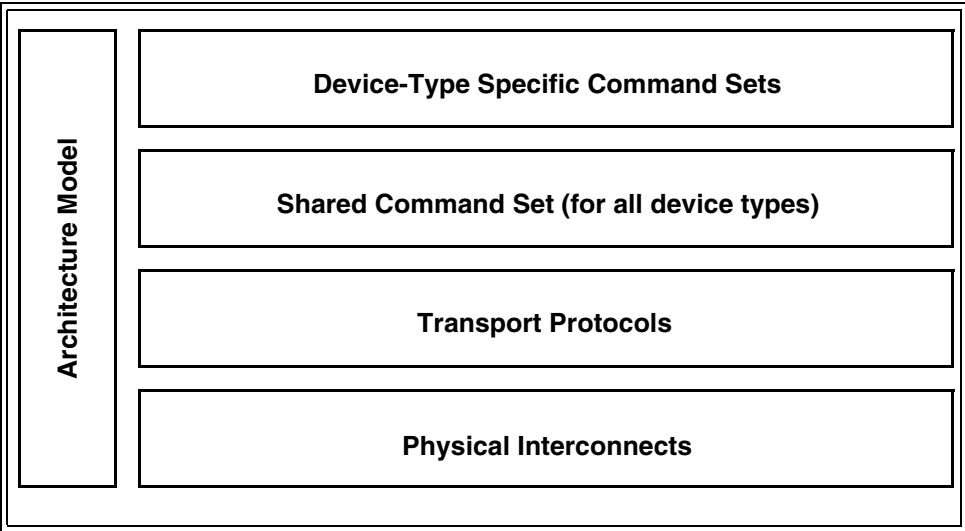 Architecture Model
Device-Type Specific Command Sets
Shared Command Set (for all device types)
Transport Protocols
Physical Interconnects